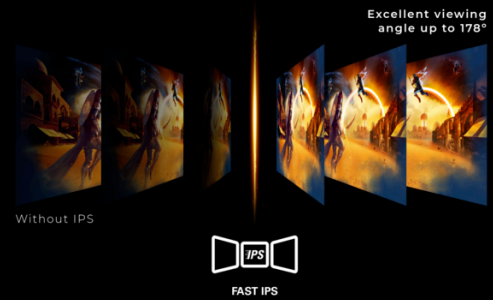 Excellent viewing
angle up to 178°
Without IPS
IPS
FAST IPS